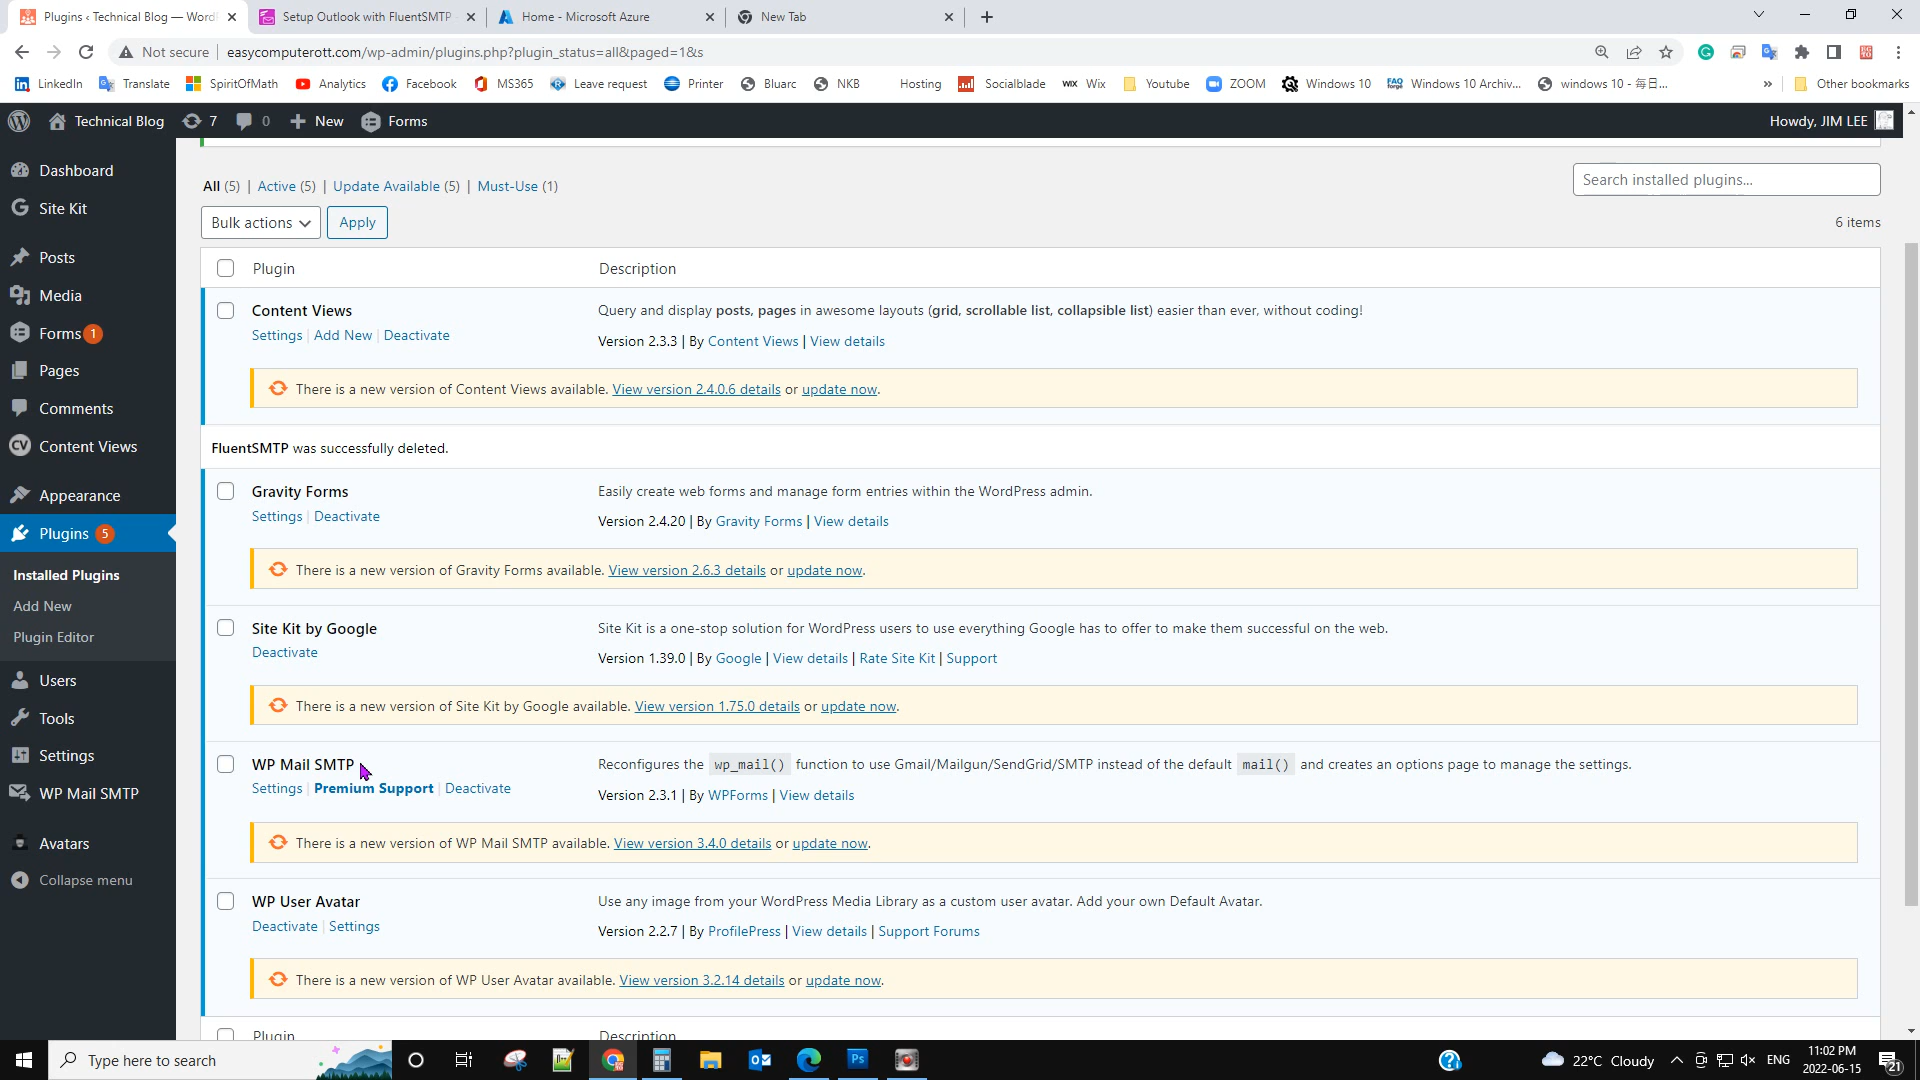 Plugins ‹ Technical Blog — Word
Setup Outlook with FluentSMTP
Home - Microsoft Azure
New Tab
Not secure
easycomputerott.com/wp-admin/plugins.php?plugin_status=all&paged=1&s
LinkedIn
Translate
SpiritOfMath
Analytics
Facebook
MS365
Leave request
Printer
Bluarc
NKB
Hosting
Socialblade
WIX Wix
Youtube
ZOOM
Windows 10
FAQ Windows 10 Archiv...
windows 10 - 每日...
»
Other bookmarks
Technical Blog
7
0
New
Forms
Howdy, JIM LEE
Dashboard
Site Kit
Posts
Media
Forms 1
Pages
Comments
Content Views
Appearance
Plugins 5
Installed Plugins
Add New
Plugin Editor
Users
Tools
Settings
WP Mail SMTP
Avatars
Collapse menu
All (5) | Active (5) | Update Available (5) | Must-Use (1)
Search installed plugins...
Bulk actions
Apply
6 items
Plugin
Description
Content Views
Settings | Add New | Deactivate
Query and display posts, pages in awesome layouts (grid, scrollable list, collapsible list) easier than ever, without coding!
Version 2.3.3 | By Content Views | View details
There is a new version of Content Views available. View version 2.4.0.6 details or update now.
FluentSMTP was successfully deleted.
Gravity Forms
Settings | Deactivate
Easily create web forms and manage form entries within the WordPress admin.
Version 2.4.20 | By Gravity Forms | View details
There is a new version of Gravity Forms available. View version 2.6.3 details or update now.
Site Kit by Google
Deactivate
Site Kit is a one-stop solution for WordPress users to use everything Google has to offer to make them successful on the web.
Version 1.39.0 | By Google | View details | Rate Site Kit | Support
There is a new version of Site Kit by Google available. View version 1.75.0 details or update now.
WP Mail SMTP
Settings | Premium Support | Deactivate
Reconfigures the wp_mail() function to use Gmail/Mailgun/SendGrid/SMTP instead of the default mail() and creates an options page to manage the settings.
Version 2.3.1 | By WPForms | View details
There is a new version of WP Mail SMTP available. View version 3.4.0 details or update now.
WP User Avatar
Deactivate | Settings
Use any image from your WordPress Media Library as a custom user avatar. Add your own Default Avatar.
Version 2.2.7 | By ProfilePress | View details | Support Forums
There is a new version of WP User Avatar available. View version 3.2.14 details or update now.
Plugin
Description
Type here to search
Ps
22°C Cloudy
ENG
11:02 PM
2022-06-15
21